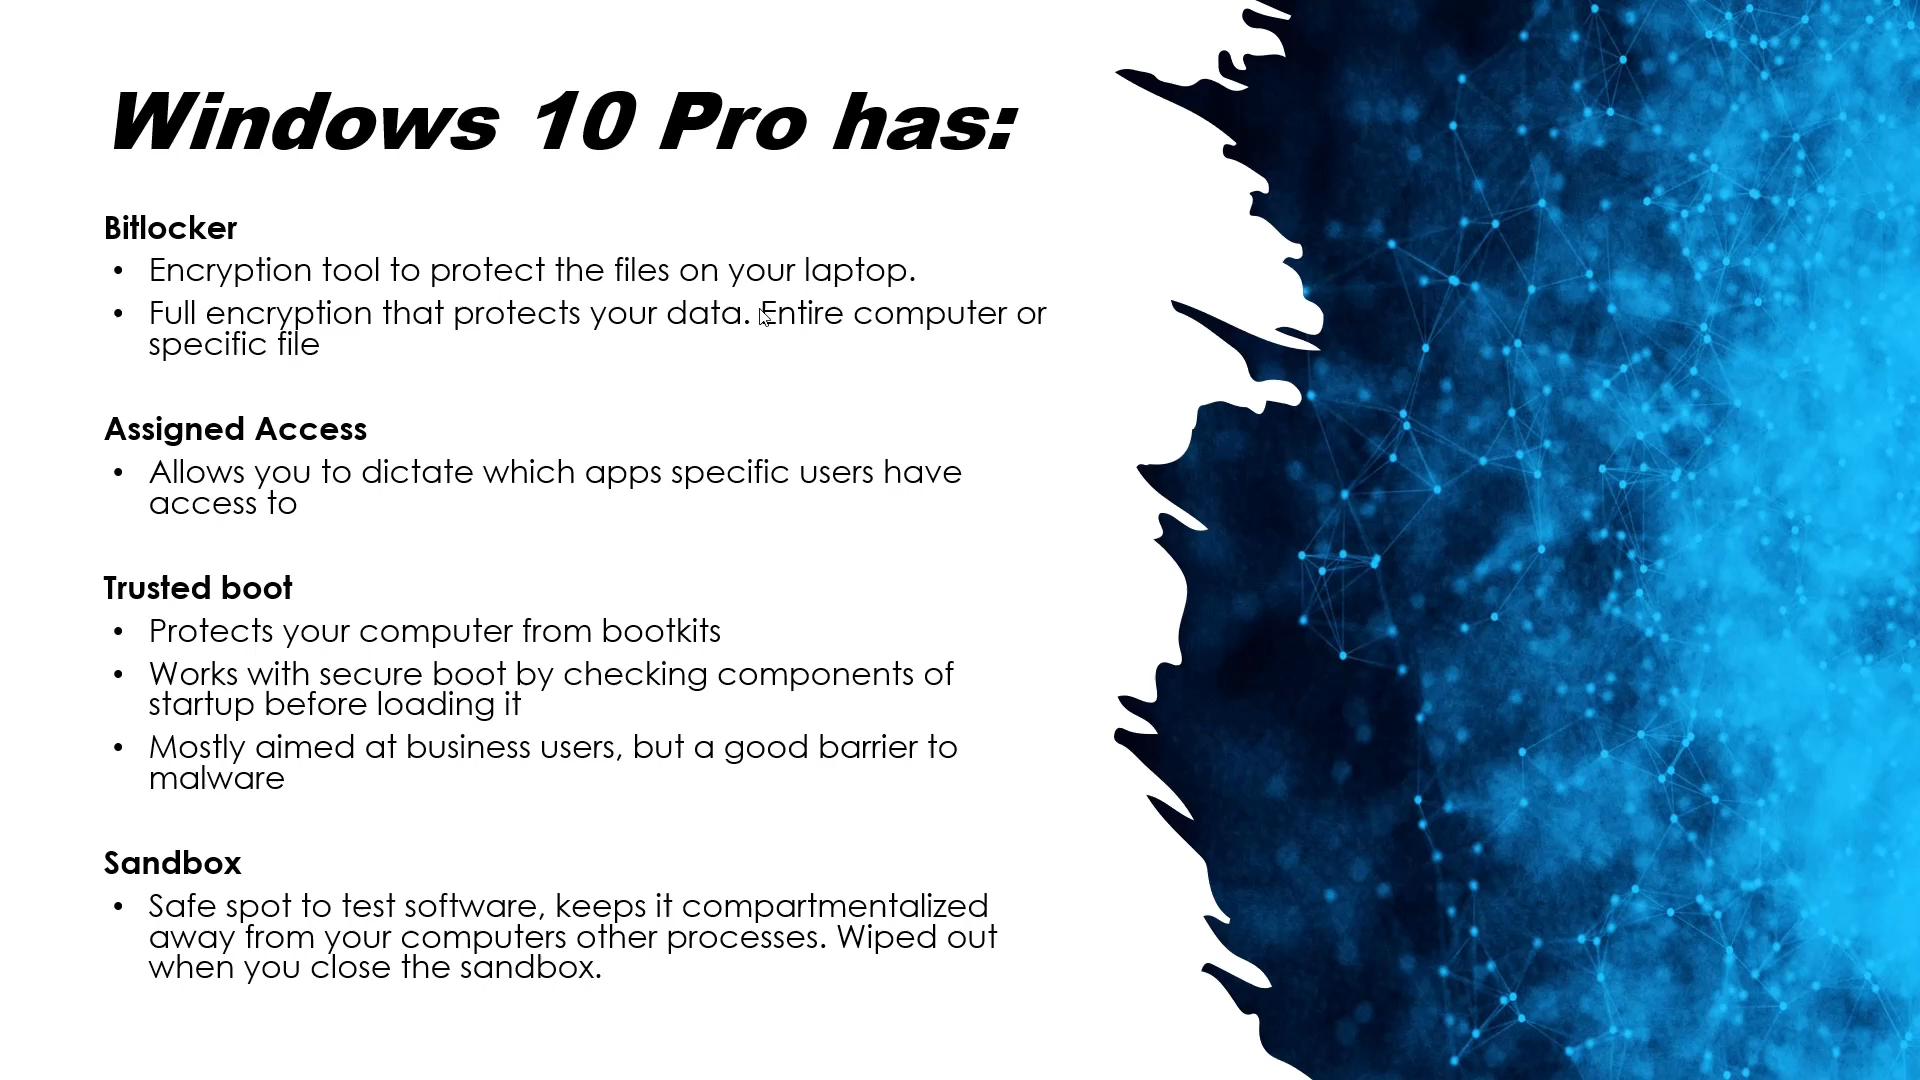 Windows 10 Pro has:
Bitlocker
• Encryption tool to protect the files on your laptop.
• Full encryption that protects your data. Entire computer or
specific file
Assigned Access
• Allows you to dictate which apps specific users have
access to
Trusted boot
• Protects your computer from bootkits
• Works with secure boot by checking components of
startup before loading it
• Mostly aimed at business users, but a good barrier to
malware
Sandbox
• Safe spot to test software, keeps it compartmentalized
away from your computers other processes. Wiped out
when you close the sandbox.